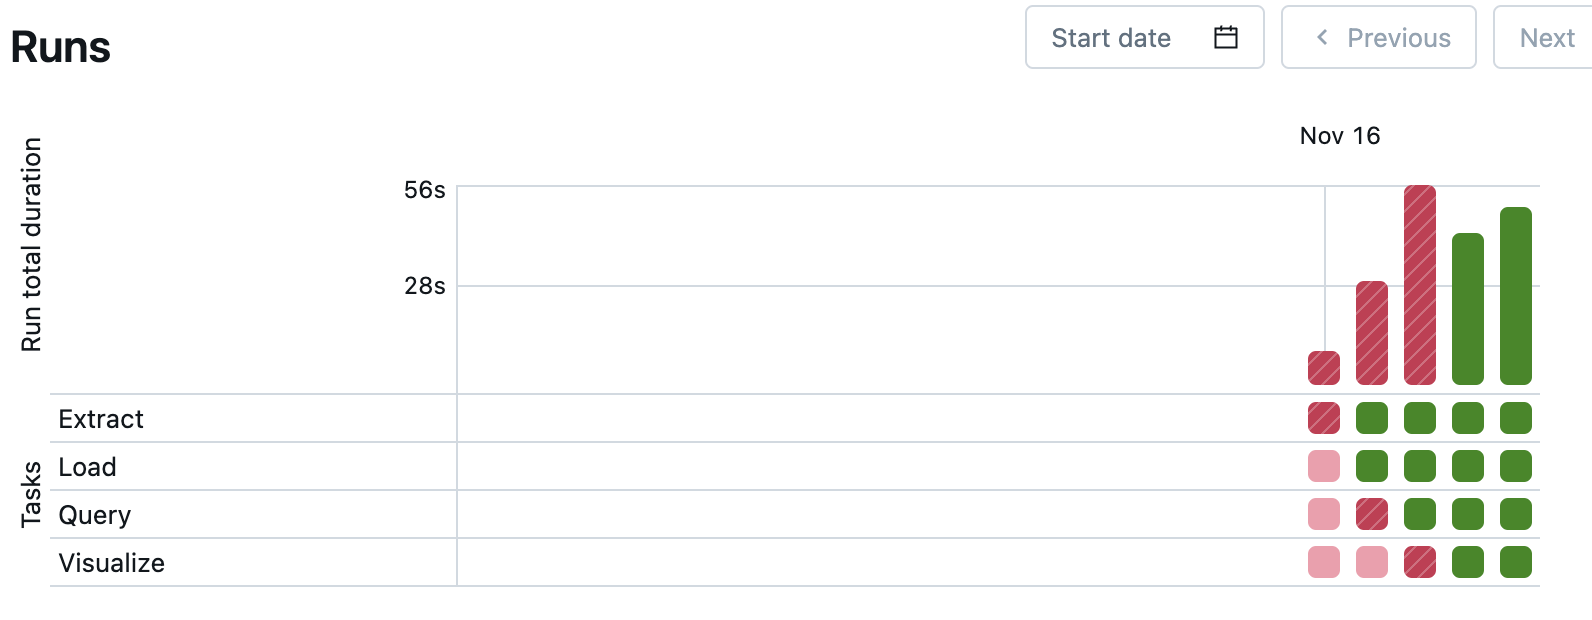 Runs
Start date
Previous
Next
Nov 16
Run total duration
56s
28s
Tasks
Extract
Load
Query
Visualize